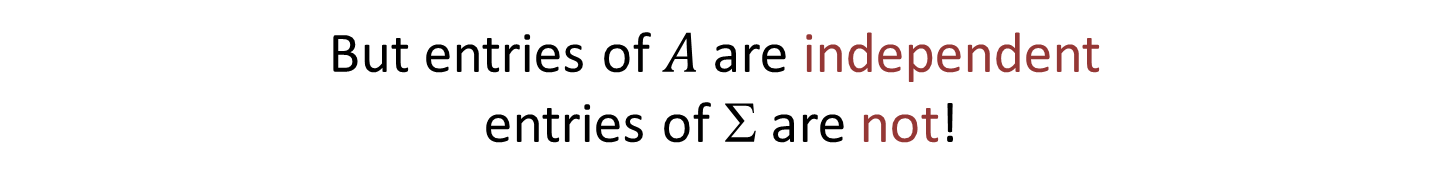 But entries of A are independent
entries of Σ are not!